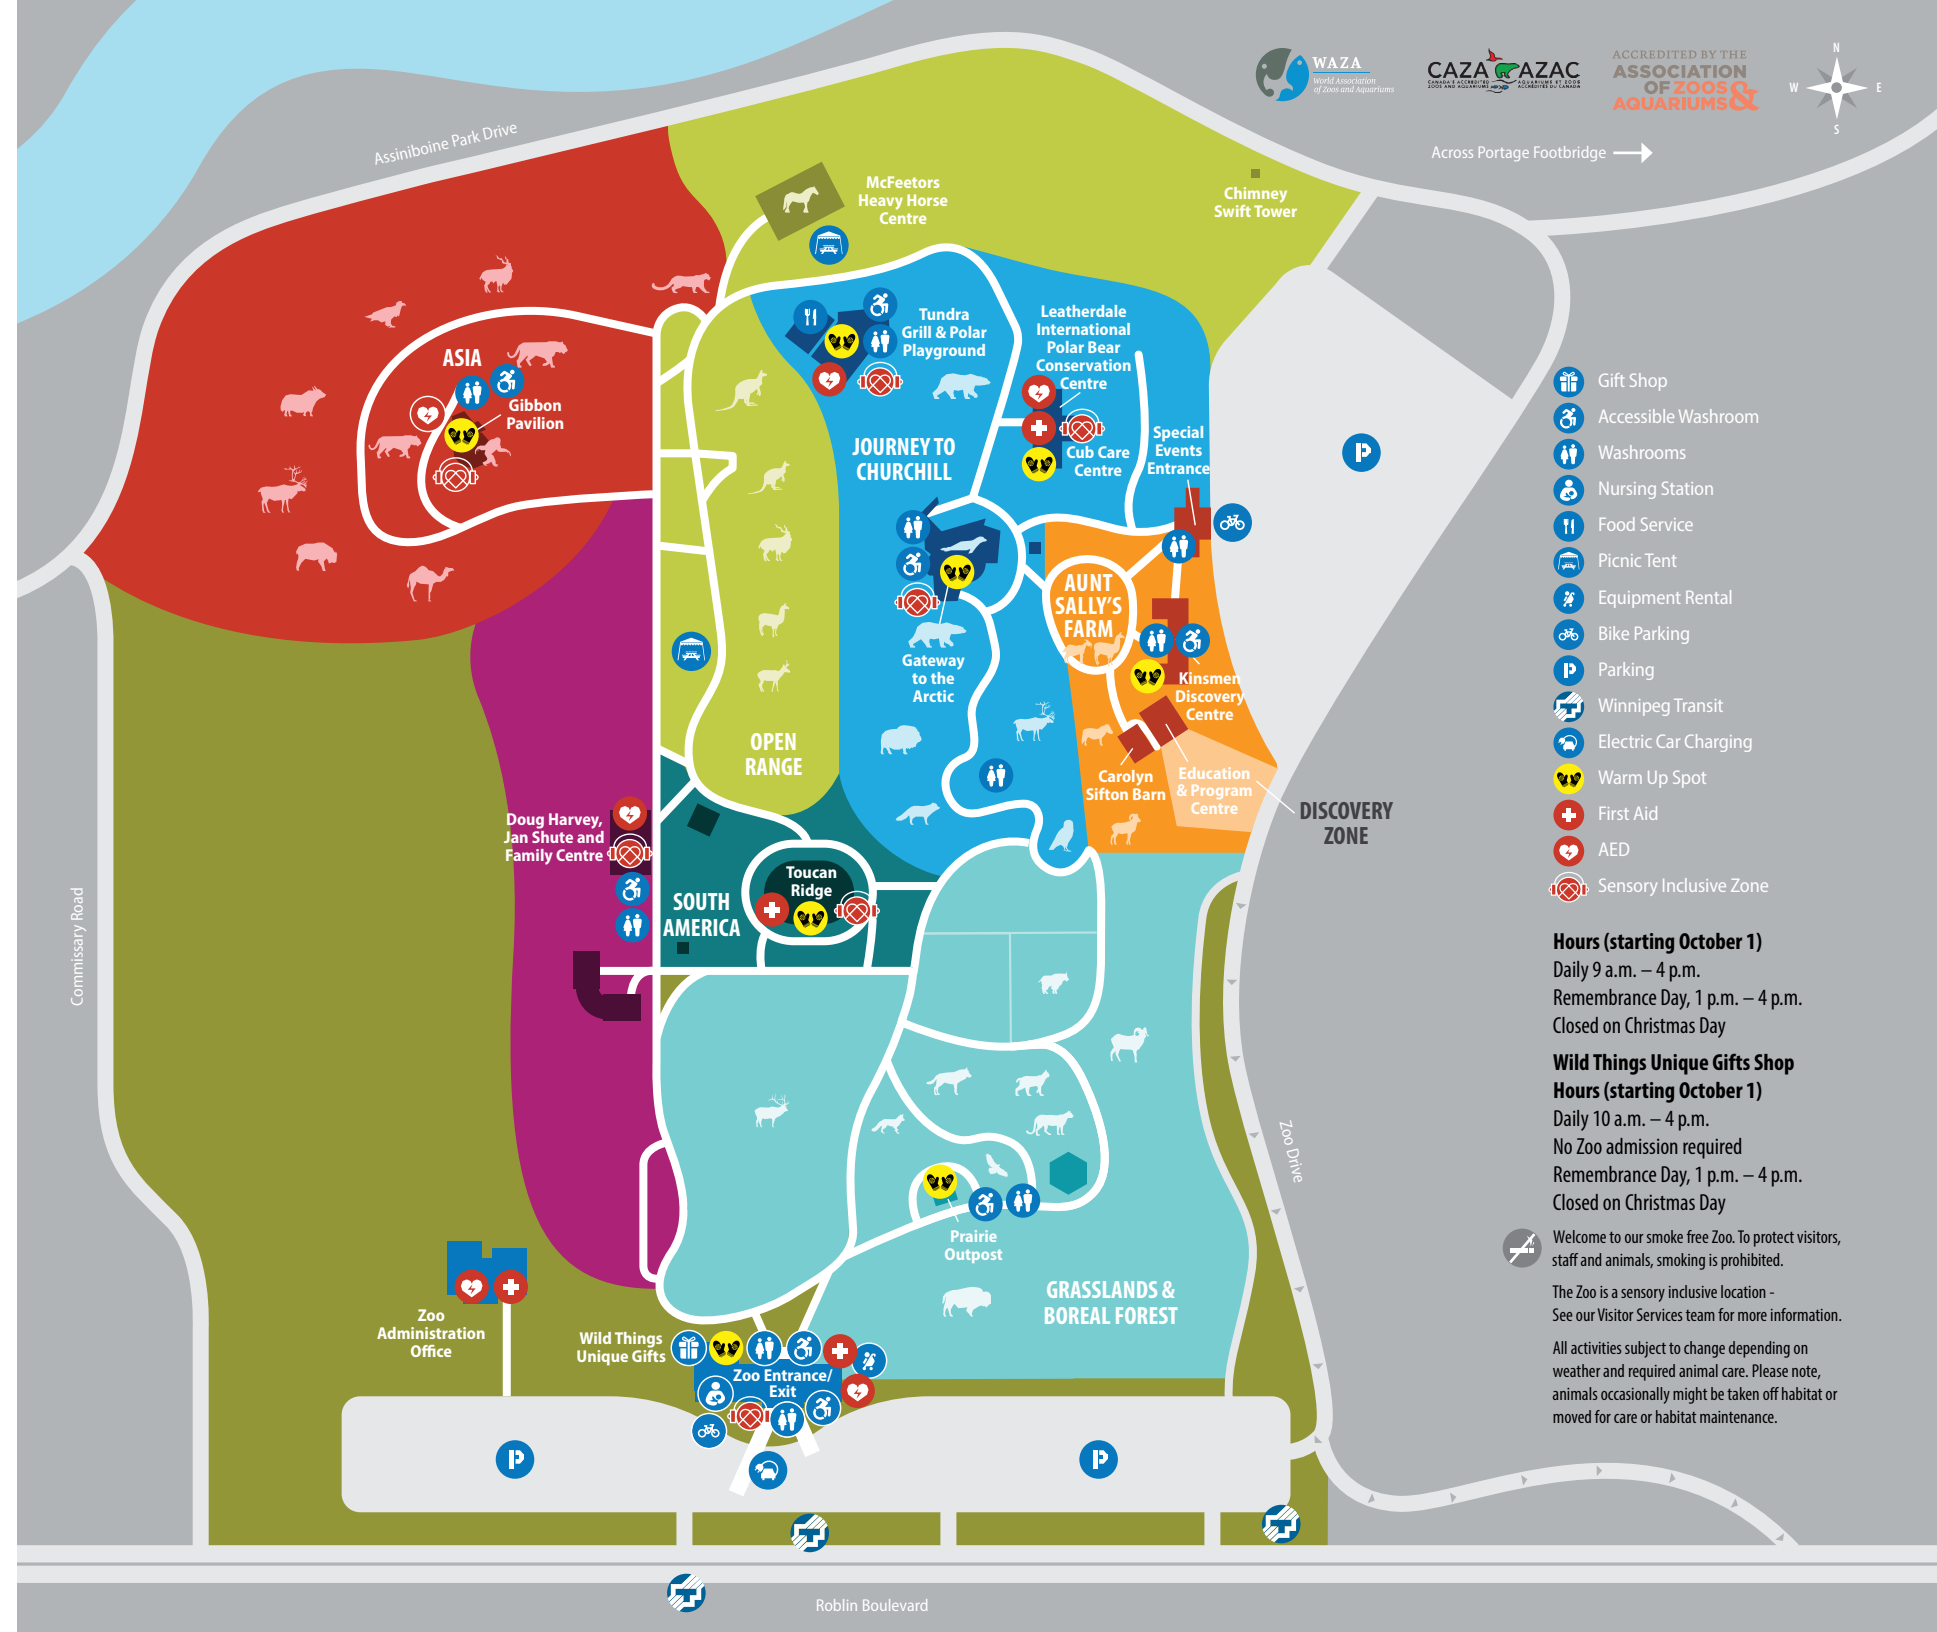 WAZA
World Association
of Zoos and Aquariums
CAZA AZAC
CANADA'S ACCREDITED
ZOOS AND AQUARIUMS
AQUARIUMS ET ZOOS
ACCRÉDITÉS DU CANADA
ACCREDITED BY THE
ASSOCIATION
OF ZOOS
AQUARIUMS &
N
W
E
S
Across Portage Footbridge
Assiniboine Park Drive
McFeetors
Heavy Horse
Centre
Chimney
Swift Tower
Tundra
Grill & Polar
Playground
Leatherdale
International
Polar Bear
Conservation
Centre
ASIA
Gibbon
Pavilion
JOURNEY TO
CHURCHILL
Cub Care
Centre
Special
Events
Entrance
AUNT
SALLY'S
FARM
Gateway
to the
Arctic
Kinsmen
Discovery
Centre
OPEN
RANGE
Carolyn
Sifton Barn
Education
& Program
Centre
DISCOVERY
ZONE
Doug Harvey,
Jan Shute and
Family Centre
Toucan
Ridge
SOUTH
AMERICA
Commissary Road
Zoo Drive
Prairie
Outpost
GRASSLANDS &
BOREAL FOREST
Zoo
Administration
Office
Wild Things
Unique Gifts
Zoo Entrance/
Exit
P
P
P
Roblin Boulevard
Gift Shop
Accessible Washroom
Washrooms
Nursing Station
Food Service
Picnic Tent
Equipment Rental
Bike Parking
P Parking
Winnipeg Transit
Electric Car Charging
Warm Up Spot
First Aid
AED
Sensory Inclusive Zone
Hours (starting October 1)
Daily 9 a.m. – 4 p.m.
Remembrance Day, 1 p.m. – 4 p.m.
Closed on Christmas Day
Wild Things Unique Gifts Shop
Hours (starting October 1)
Daily 10 a.m. – 4 p.m.
No Zoo admission required
Remembrance Day, 1 p.m. – 4 p.m.
Closed on Christmas Day
Welcome to our smoke free Zoo. To protect visitors,
staff and animals, smoking is prohibited.
The Zoo is a sensory inclusive location -
See our Visitor Services team for more information.
All activities subject to change depending on
weather and required animal care. Please note,
animals occasionally might be taken off habitat or
moved for care or habitat maintenance.